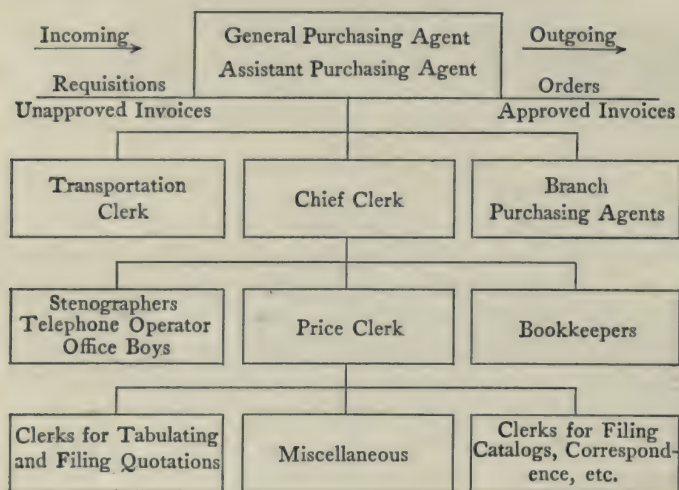 Incoming
General Purchasing Agent
Assistant Purchasing Agent
Outgoing
Requisitions
Unapproved Invoices
Orders
Approved Invoices
Transportation
Clerk
Chief Clerk
Branch
Purchasing Agents
Stenographers
Telephone Operator
Office Boys
Price Clerk
Bookkeepers
Clerks for Tabulating
and Filing Quotations
Miscellaneous
Clerks for Filing
Catalogs, Correspond-
ence, etc.